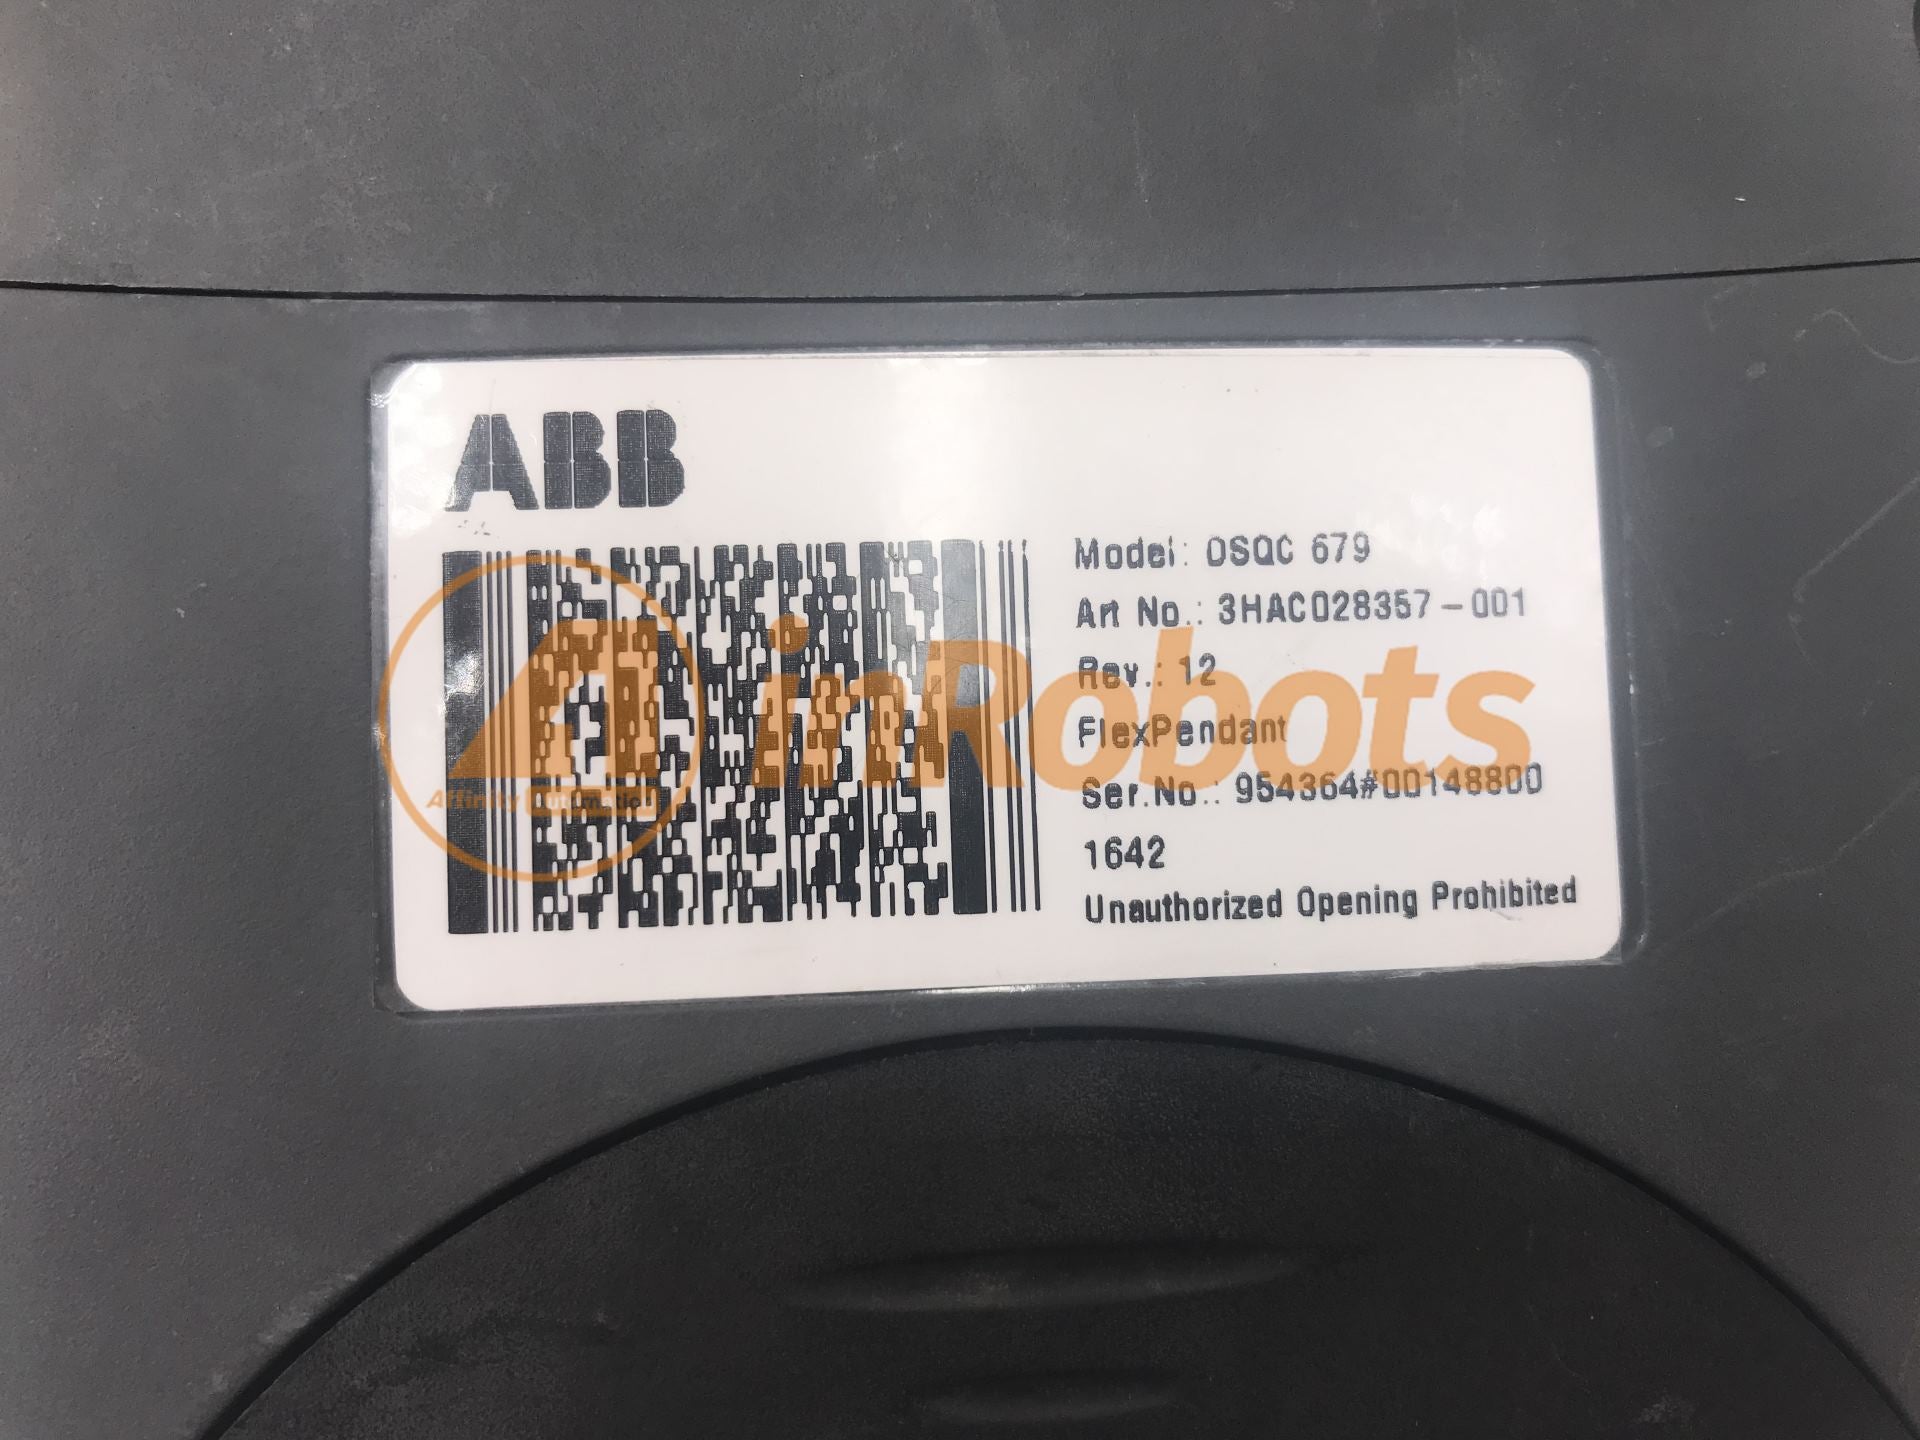 ABB
Model: DSQC 679
Art No.: 3HAC028357-001
Rev.: 12
FlexPendant
Ser.No.: 954364#00148800
1642
Unauthorized Opening Prohibited
inRobots
Affinity Automation